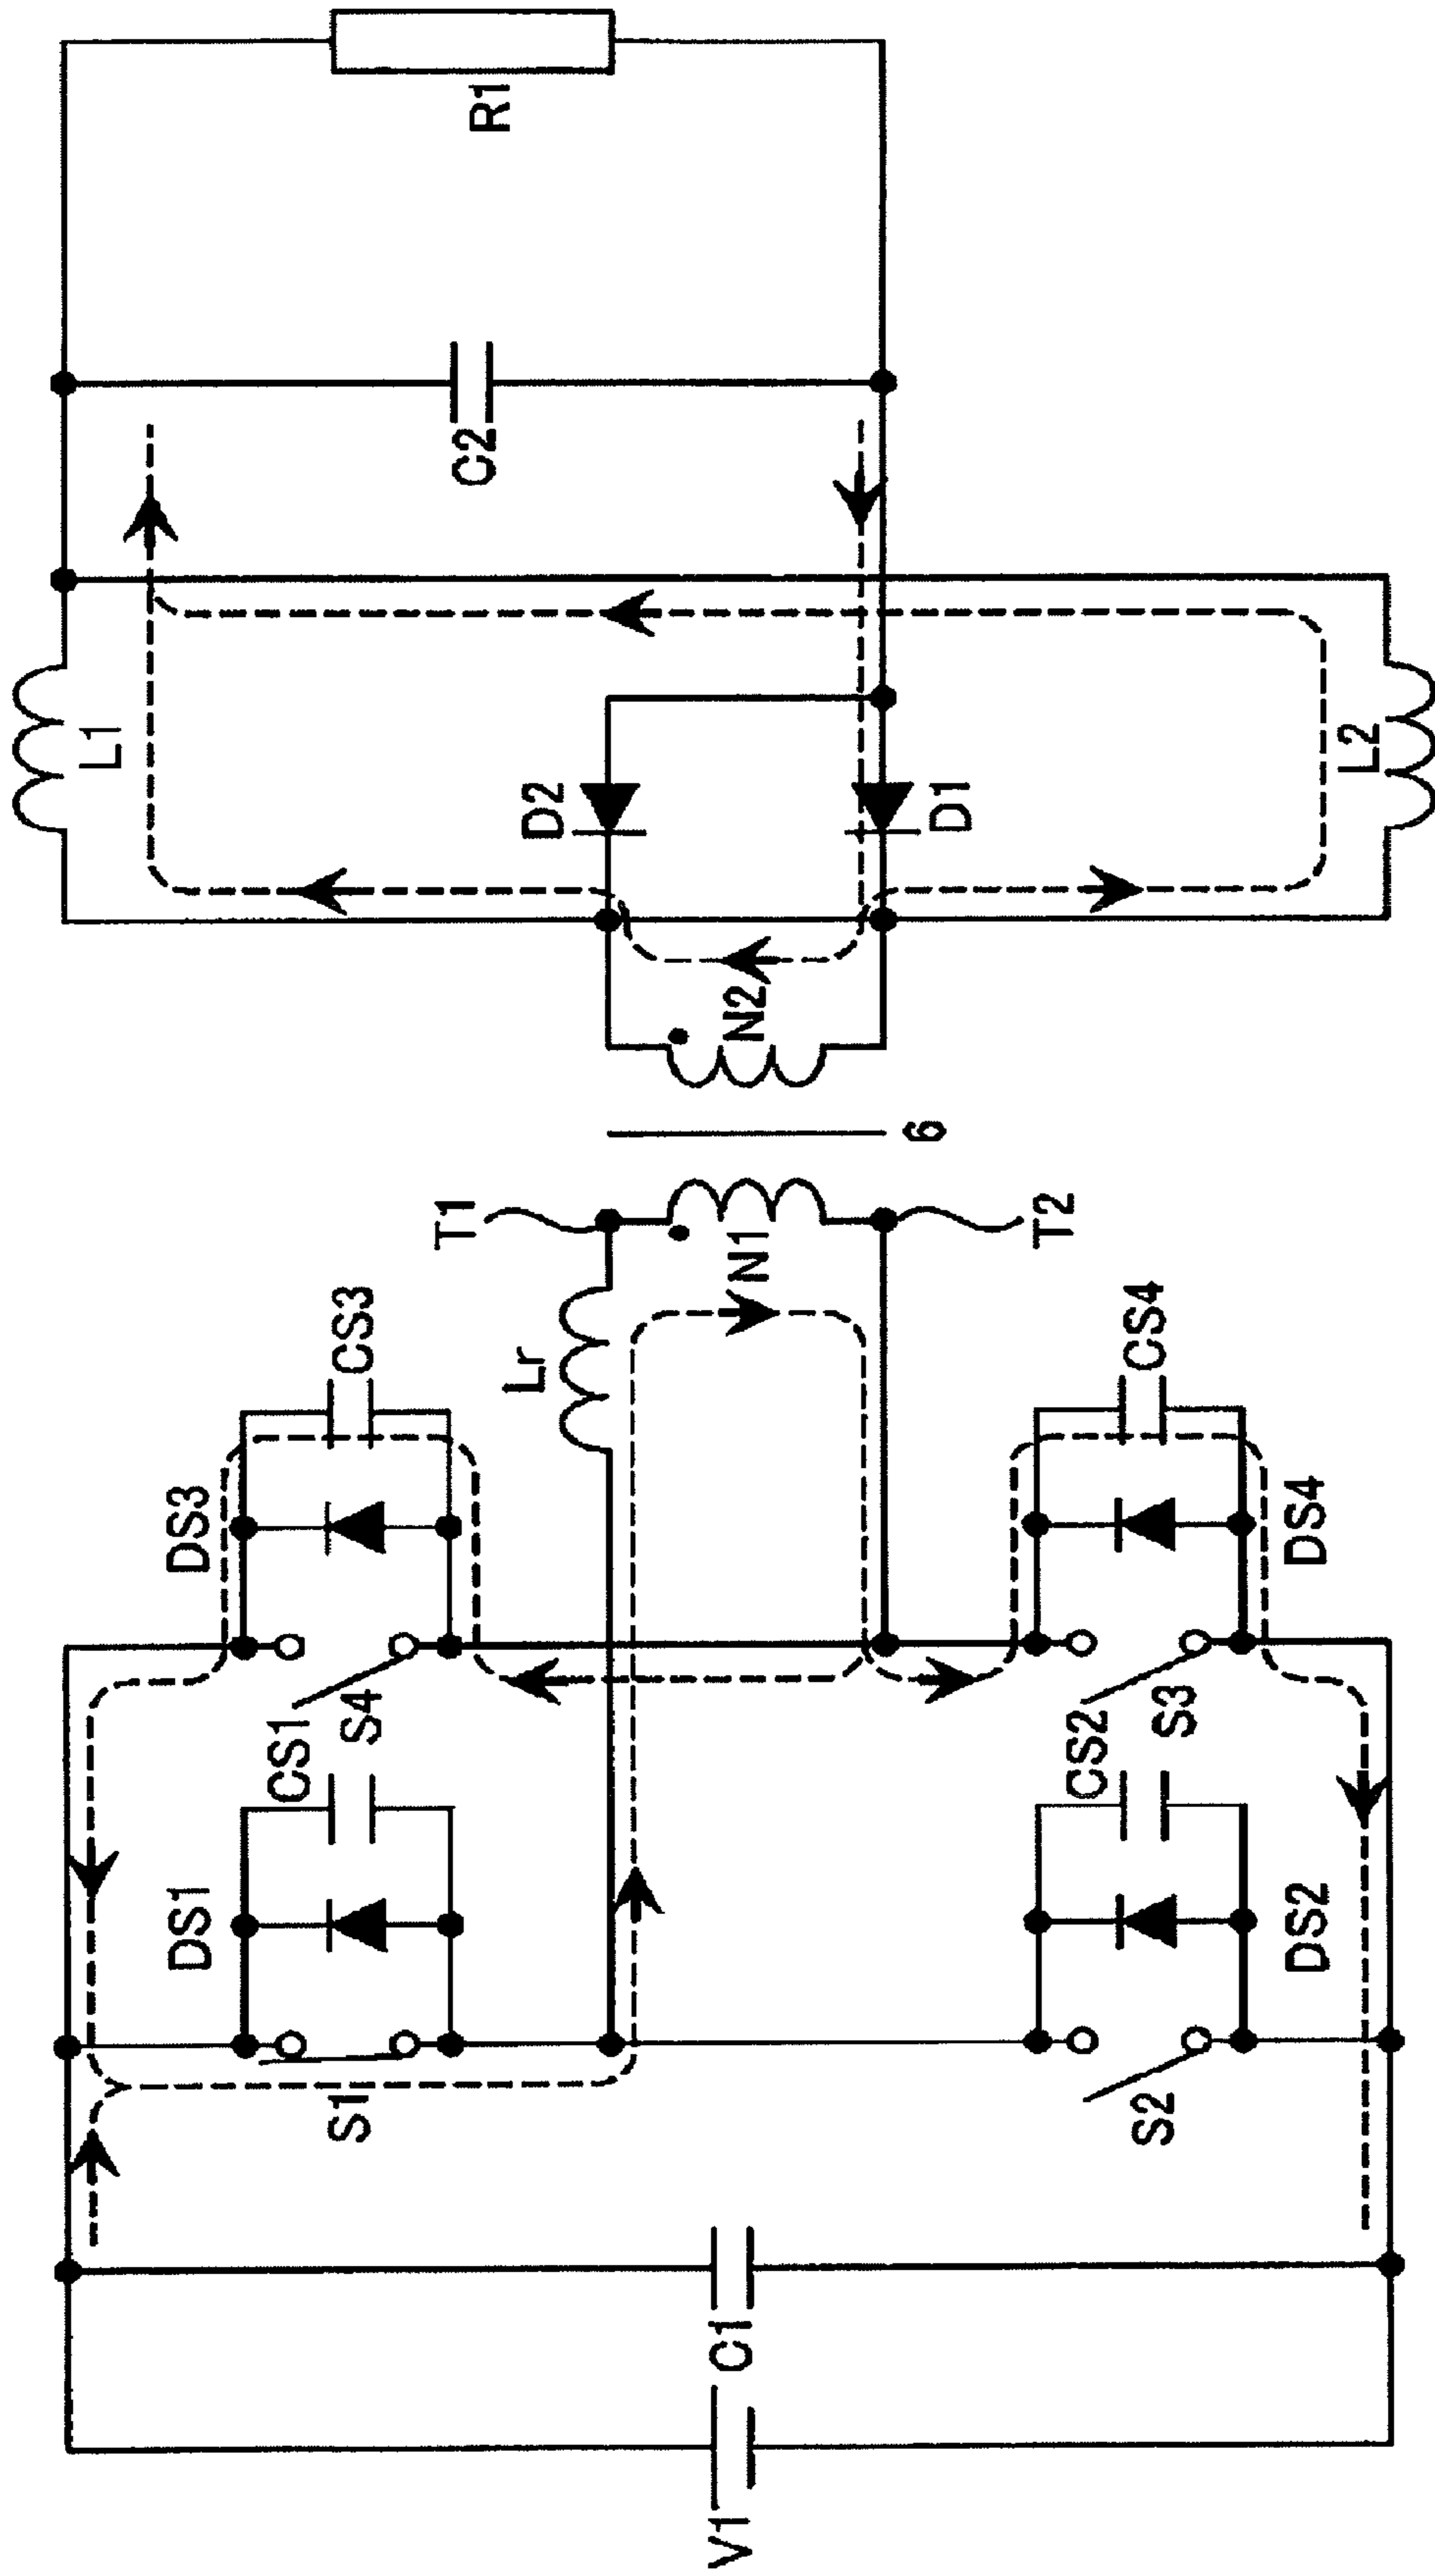 V1
C1
S1
DS1
CS1
S2
DS2
CS2
S4
DS3
CS3
S3
DS4
CS4
Lr
T1
N1
T2
6
N2
D2
D1
L1
L2
C2
R1